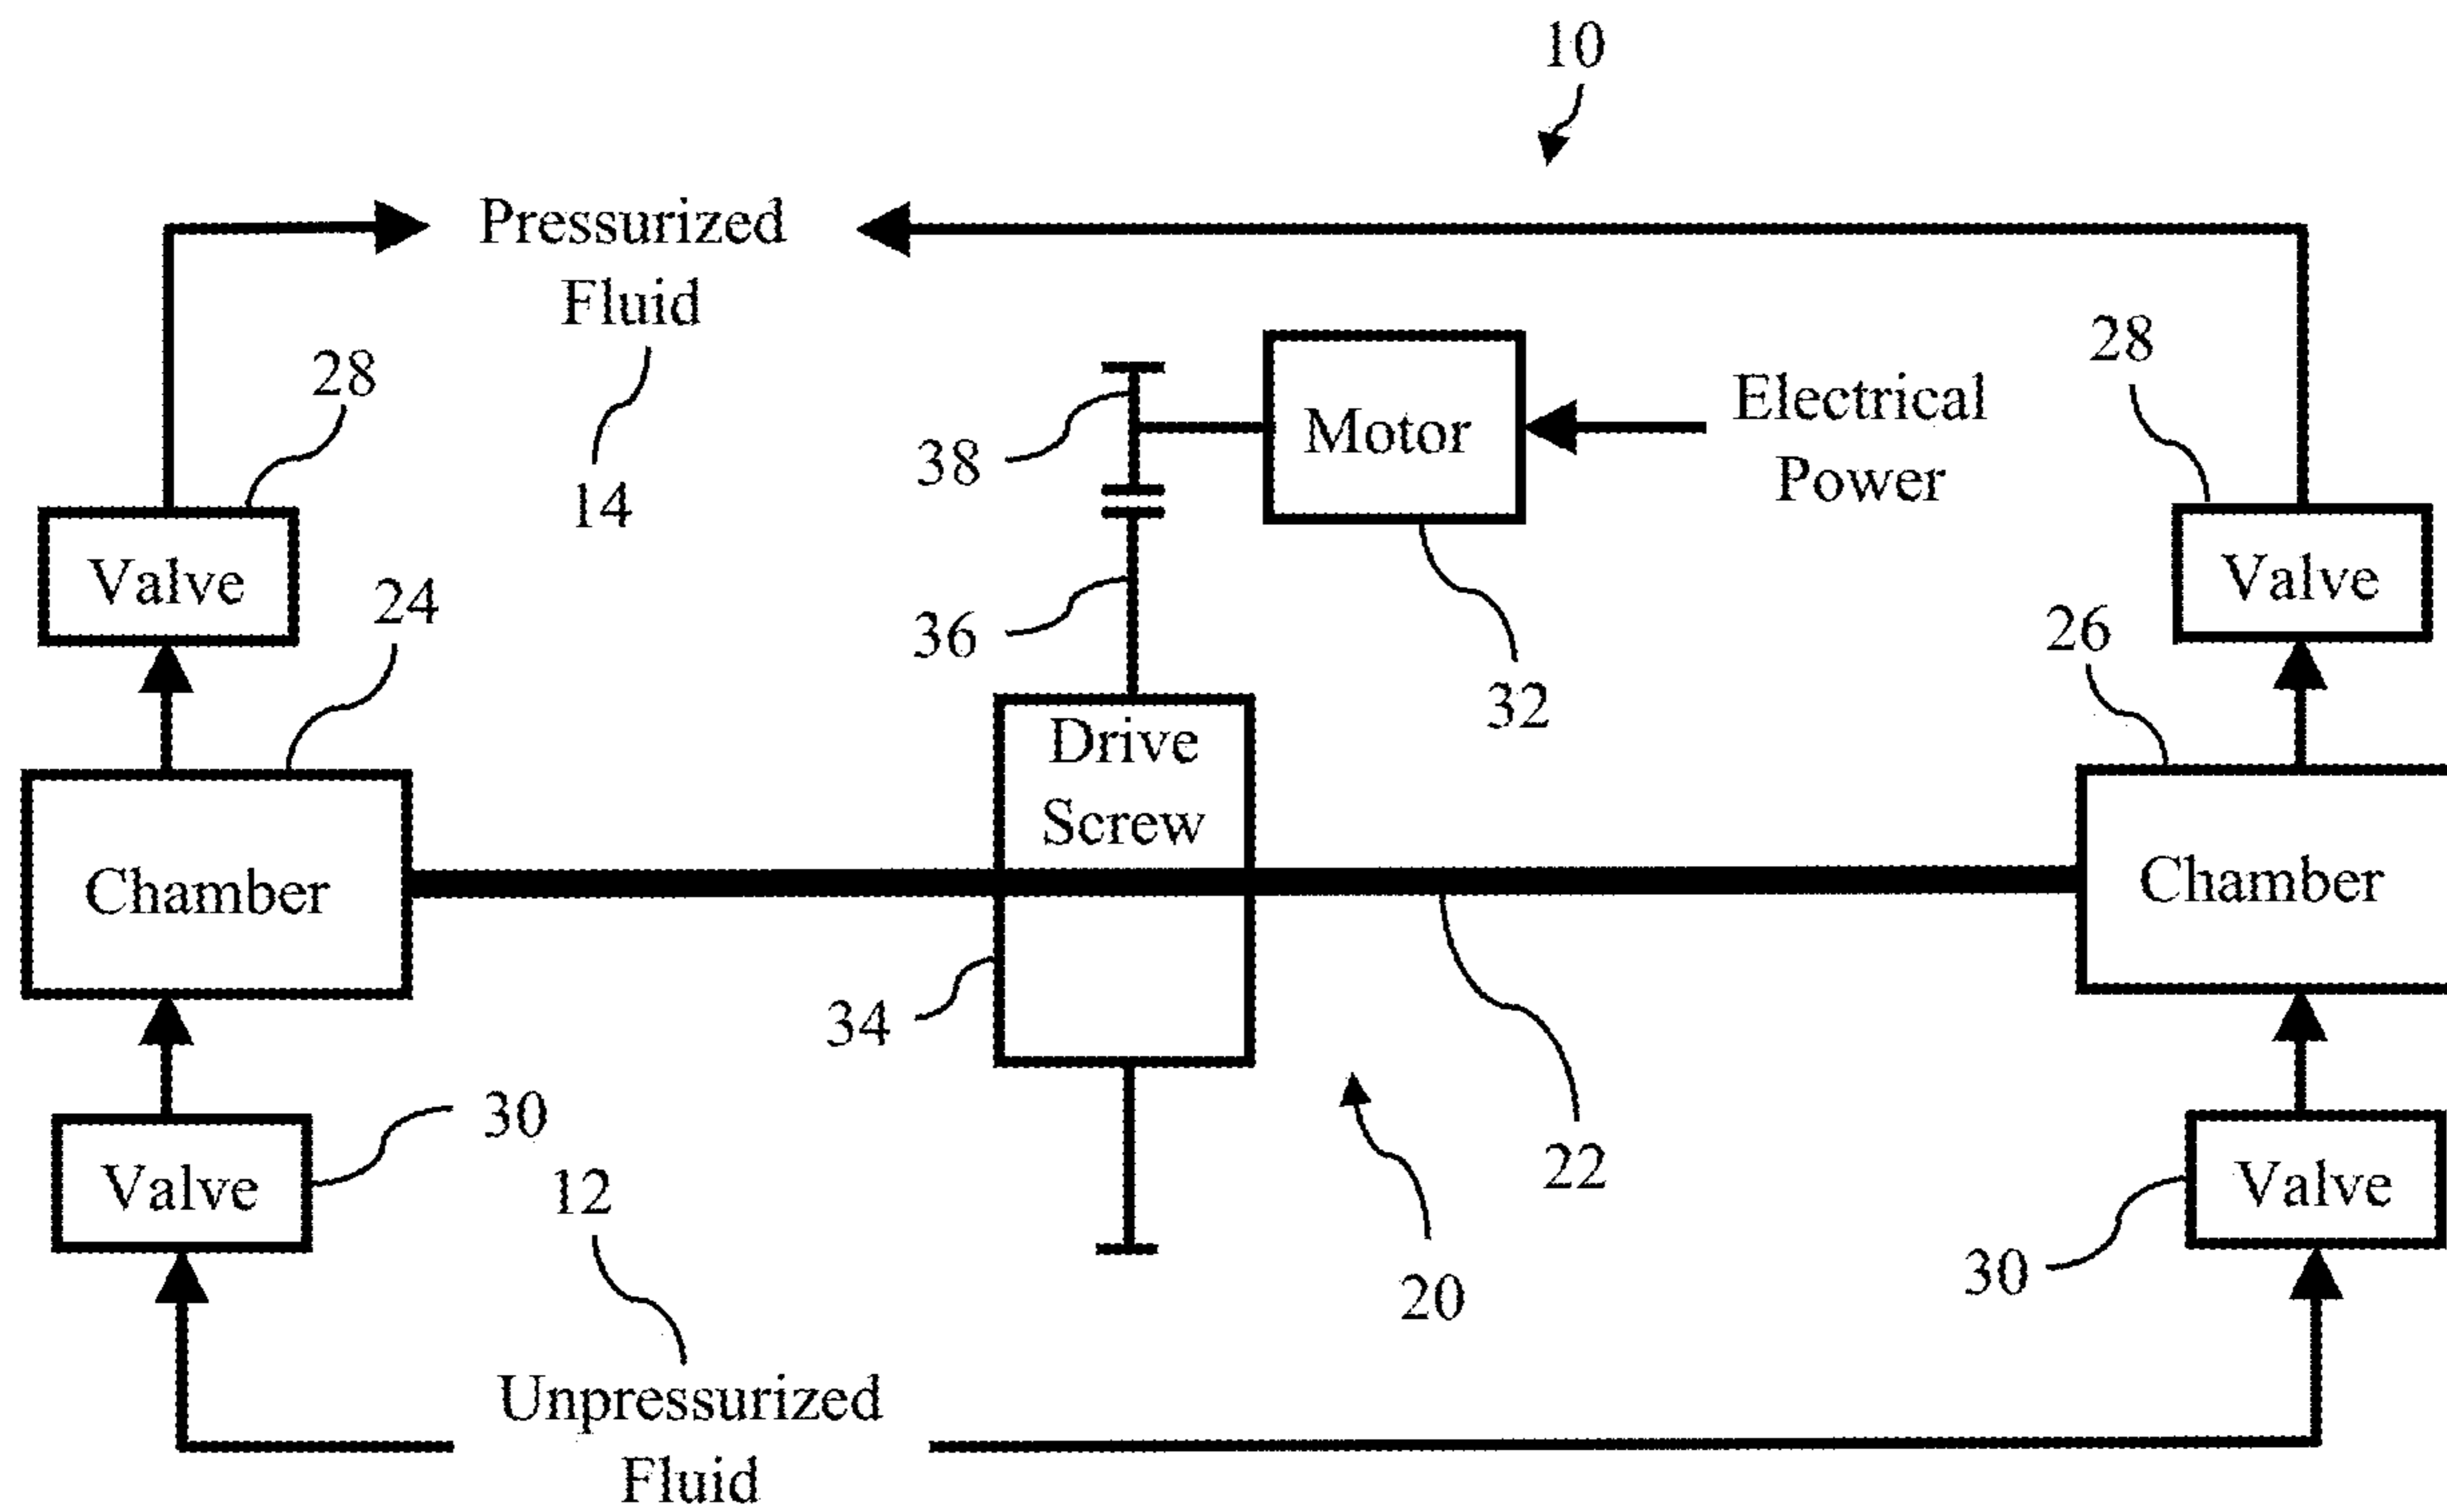 10
Pressurized
Fluid
14
28
28
38
Motor
Electrical
Power
Valve
Valve
24
36
32
26
Drive
Screw
Chamber
Chamber
34
30
Valve
12
22
20
30
Valve
Unpressurized
Fluid